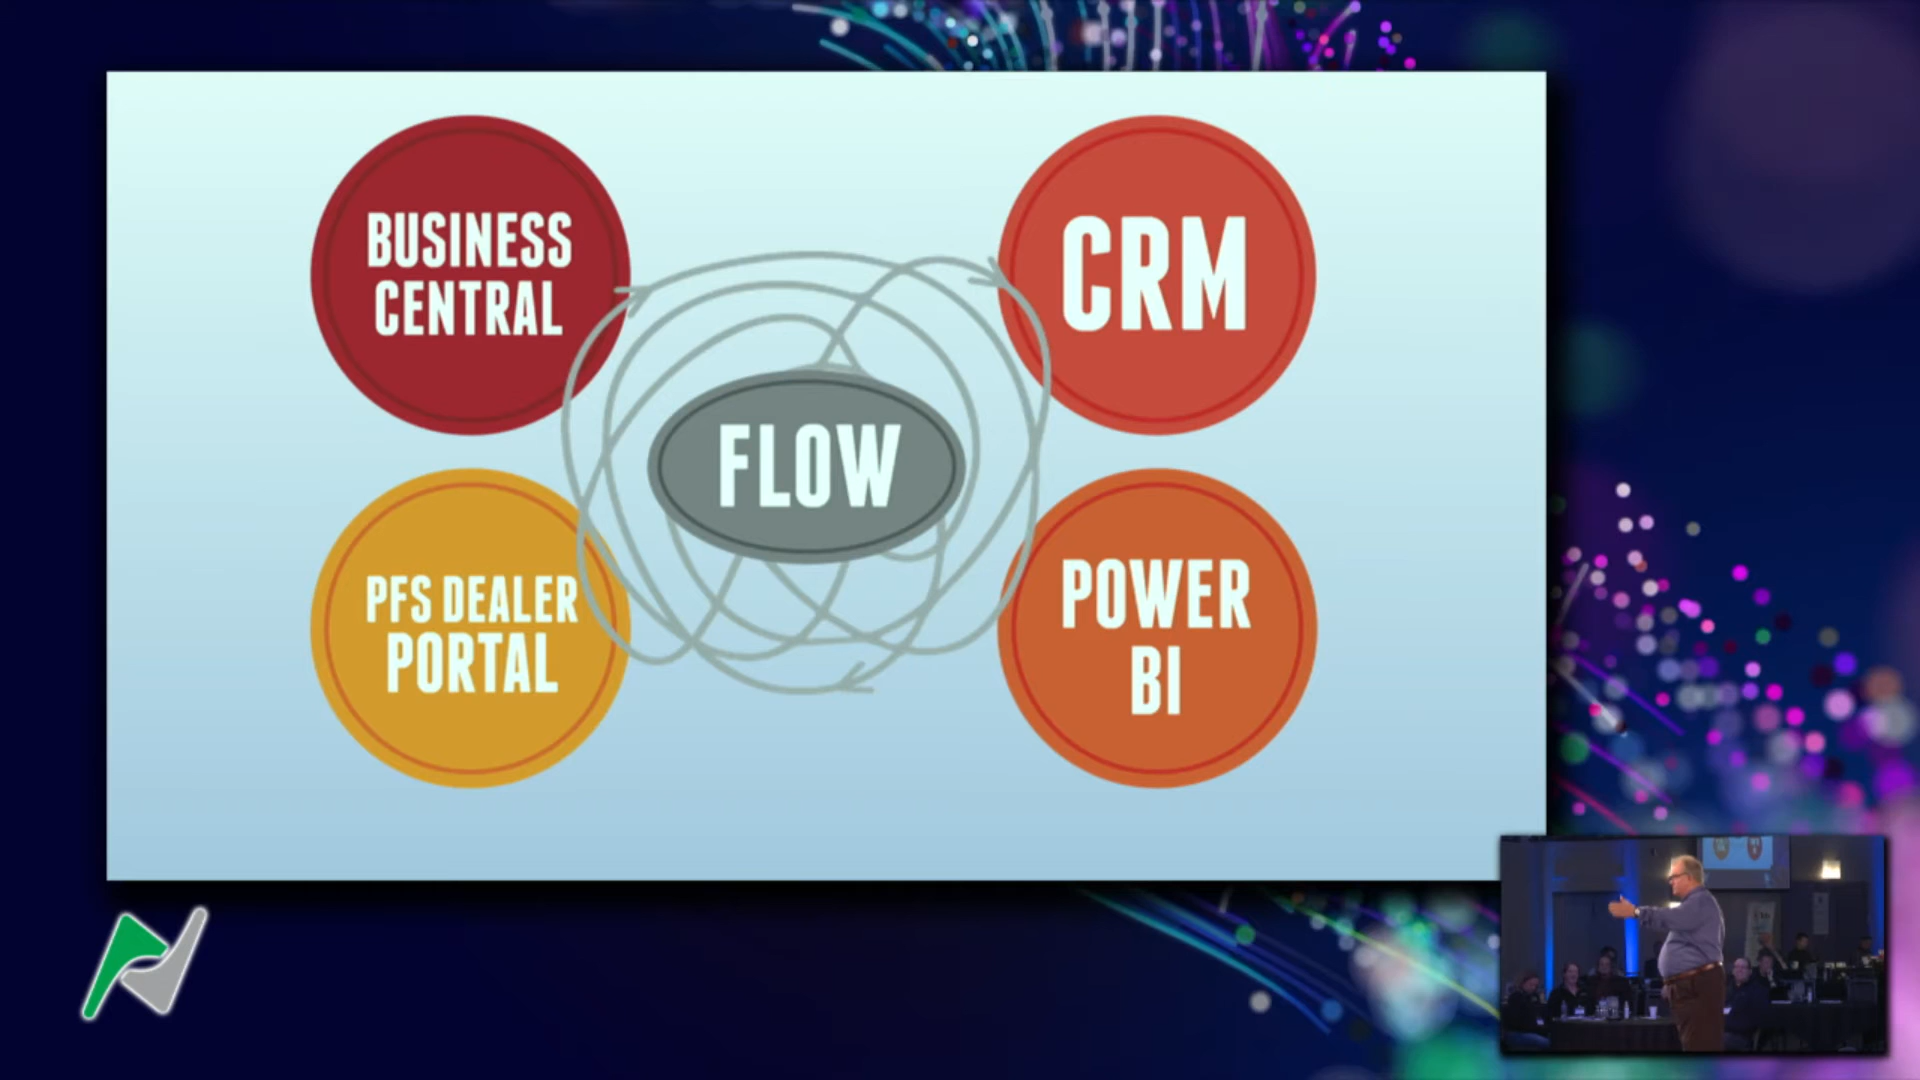 BUSINESS
CENTRAL
CRM
FLOW
PFS DEALER
PORTAL
POWER
BI